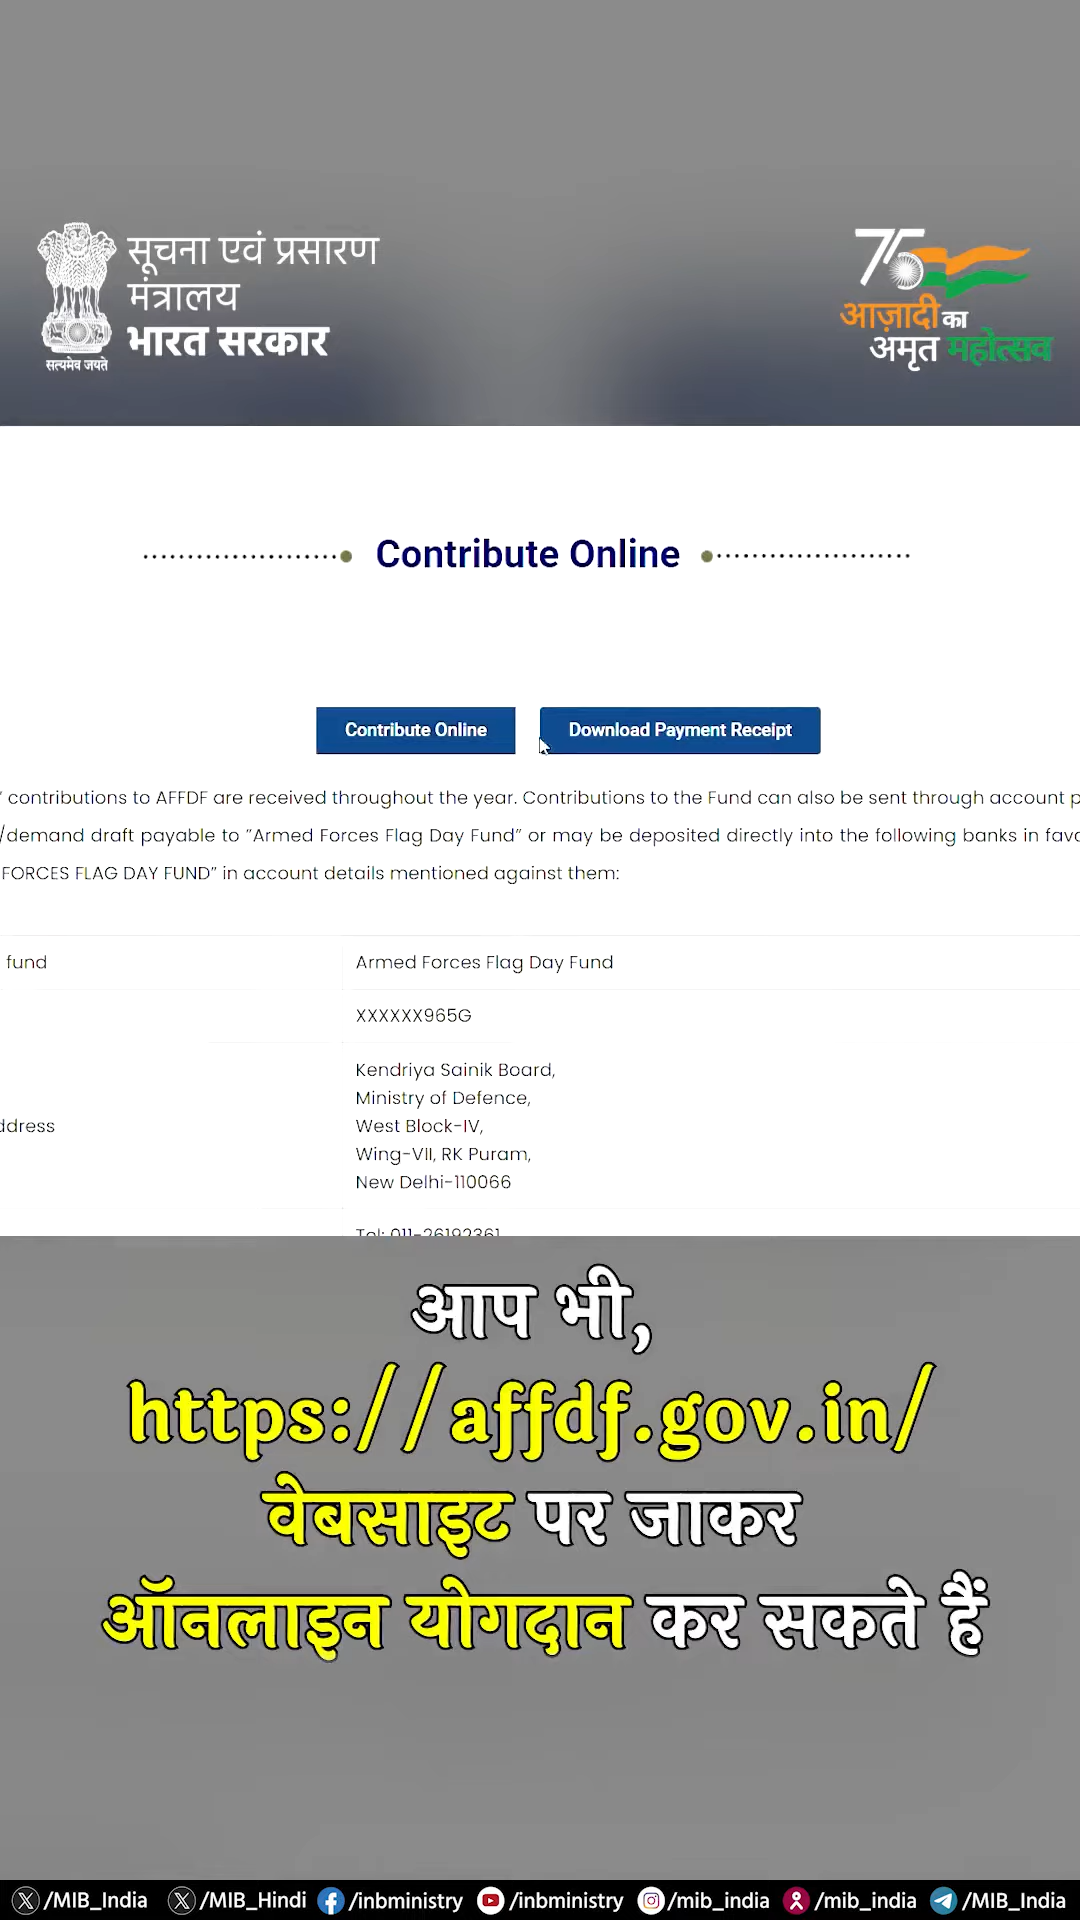 सूचना एवं प्रसारण
मंत्रालय
भारत सरकार
सत्यमेव जयते
75
आज़ादी का
अमृत महोत्सव
Contribute Online
Contribute Online
Download Payment Receipt
contributions to AFFDF are received throughout the year. Contributions to the Fund can also be sent through account p
/demand draft payable to “Armed Forces Flag Day Fund” or may be deposited directly into the following banks in favo
FORCES FLAG DAY FUND” in account details mentioned against them:
fund
Armed Forces Flag Day Fund
XXXXXX965G
Kendriya Sainik Board,
Ministry of Defence,
ddress
West Block-IV,
Wing-VII, RK Puram,
New Delhi-110066
Tel: 011-26192361
आप भी,
https://affdf.gov.in/
वेबसाइट पर जाकर
ऑनलाइन योगदान कर सकते हैं
/MIB_India /MIB_Hindi /inbministry /inbministry /mib_india /mib_india /MIB_India